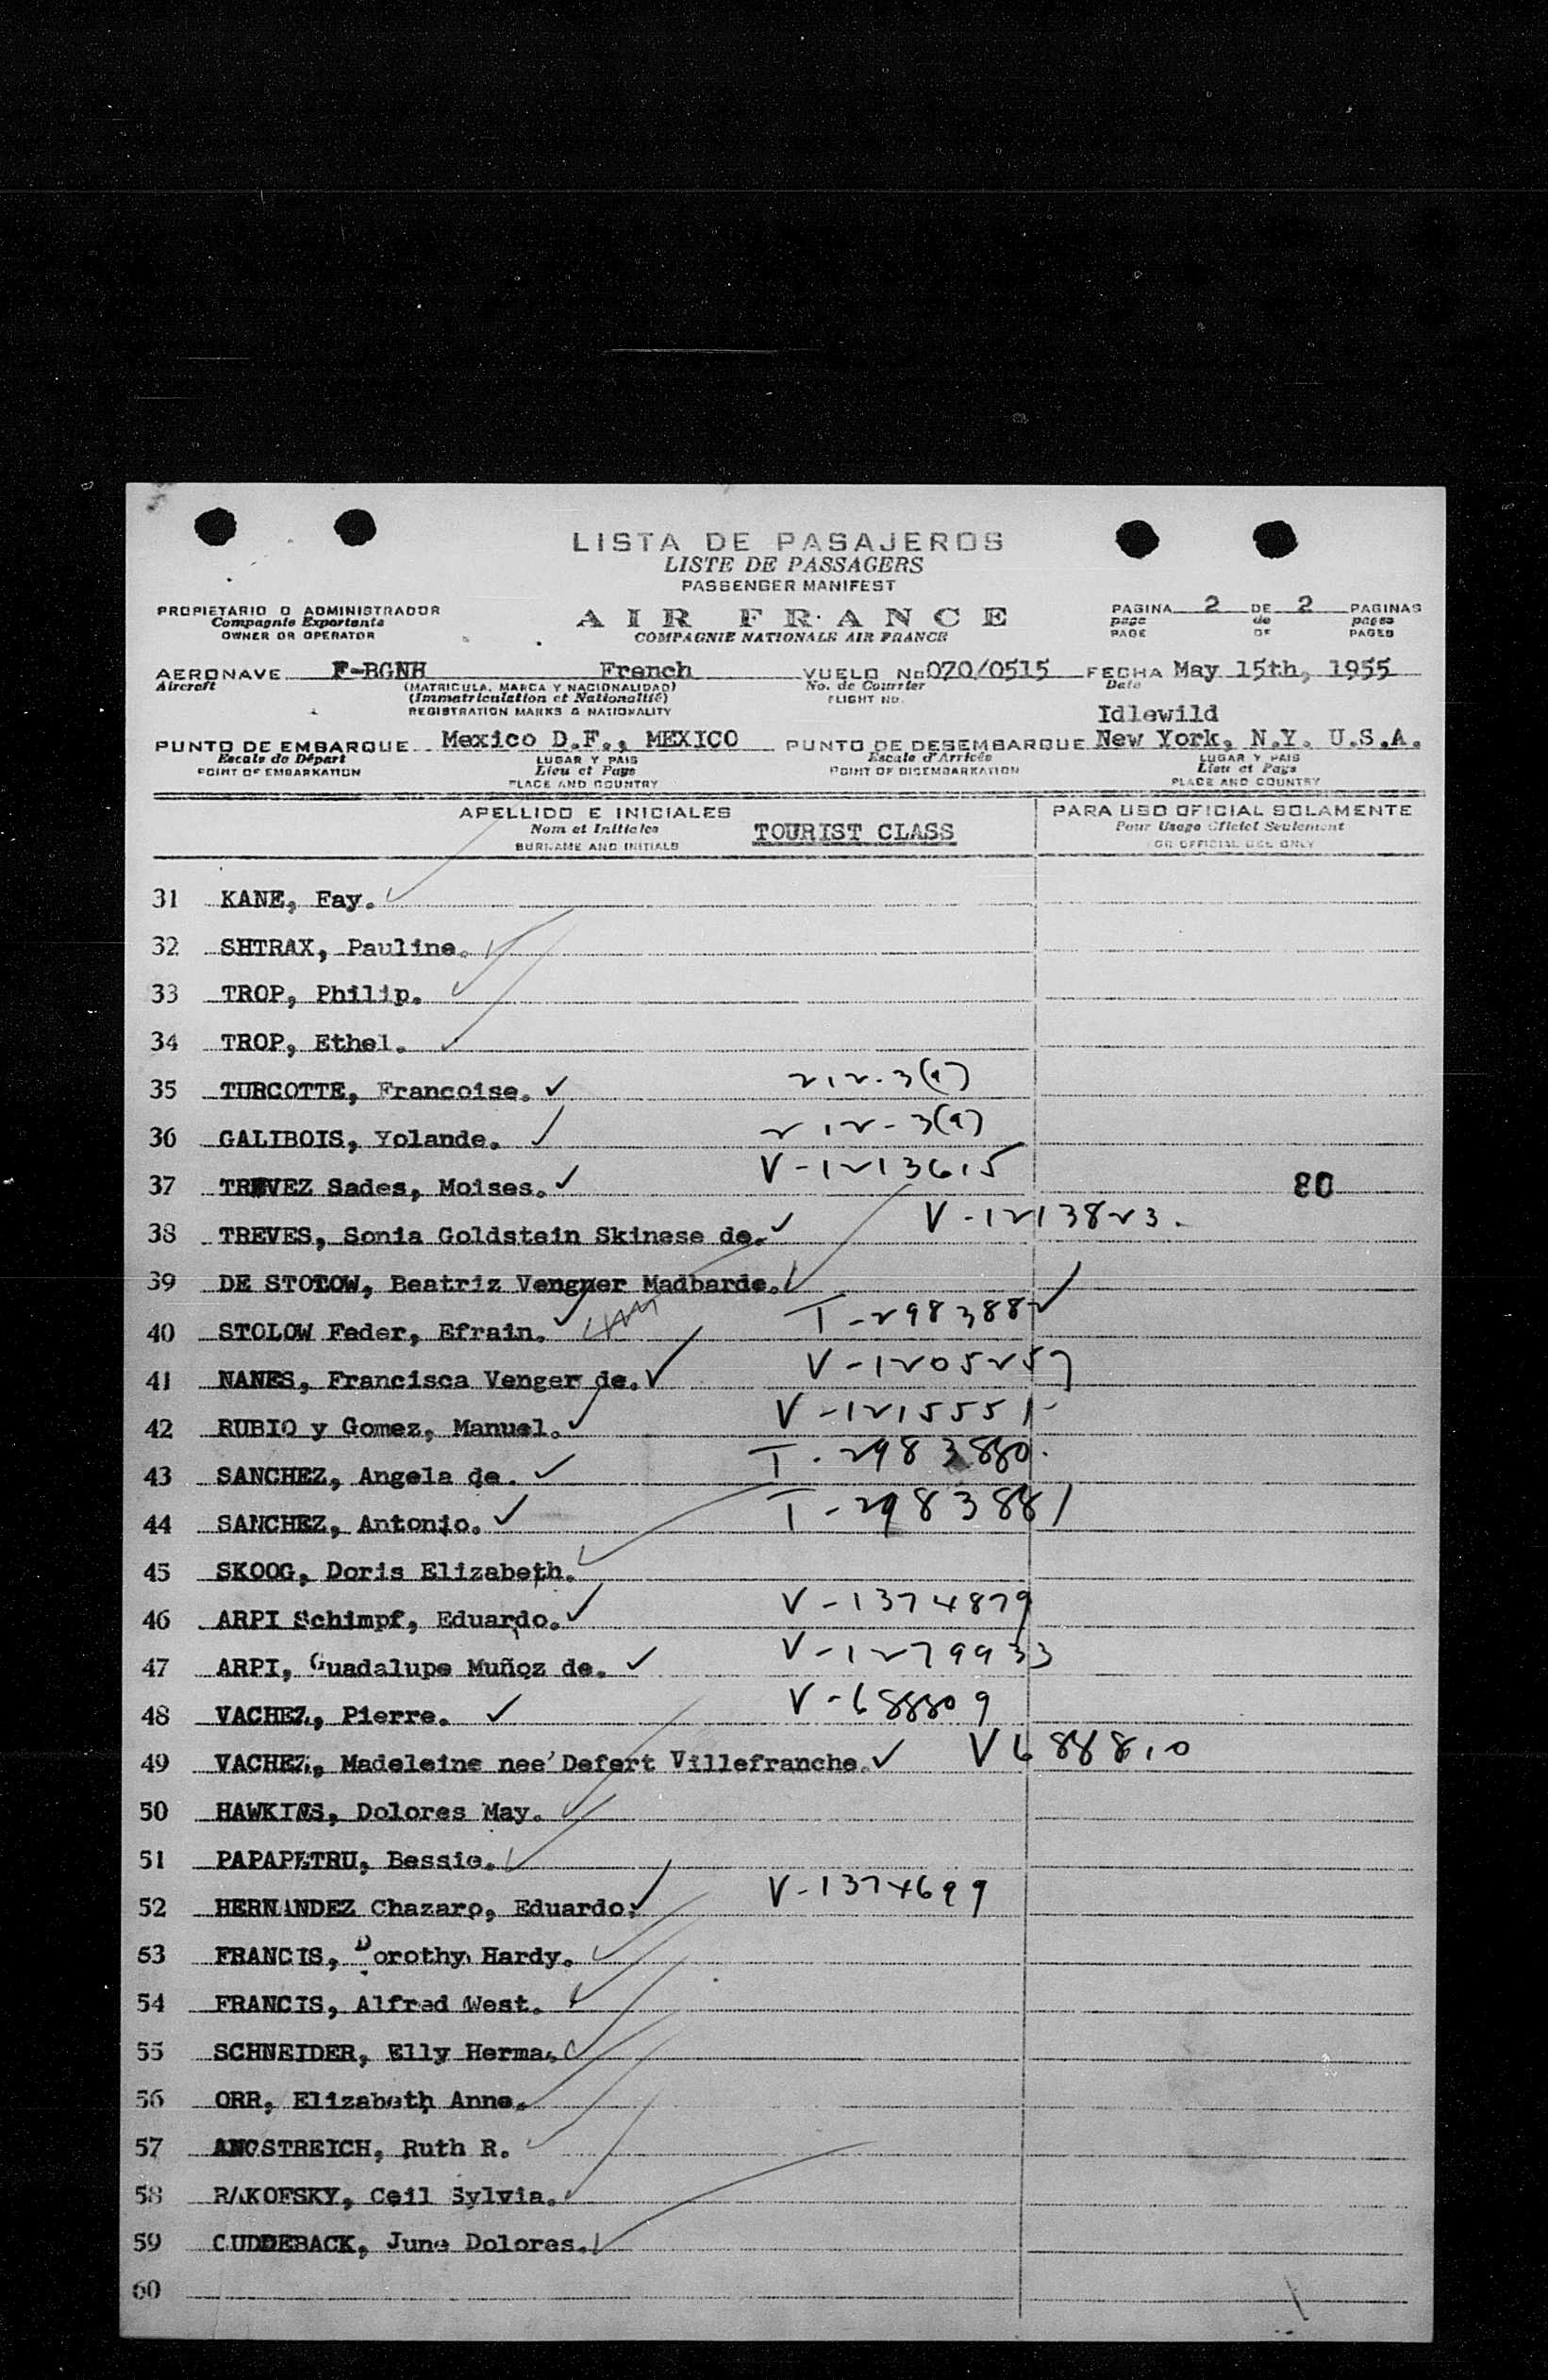 LISTA DE PASAJEROS
LISTE DE PASSAGERS
PASSENGER MANIFEST
PROPIETARIO O ADMINISTRADOR
Compagnie Exportante
OWNER OR OPERATOR
AIR FRANCE
COMPAGNIE NATIONALE AIR FRANCE
PAGINA 2 DE 2 PAGINAS
page de pages
PAGE OF PAGES
AERONAVE F-BGNH French VUELO No 070/0515 FECHA May 15th, 1955
Aircraft (MATRICULA, MARCA Y NACIONALIDAD) No. de Courrier Date
(Immatriculation et Nationalité) FLIGHT NO.
REGISTRATION MARKS & NATIONALITY
Idlewild
PUNTO DE EMBARQUE Mexico D.F., MEXICO PUNTO DE DESEMBARQUE New York, N.Y. U.S.A.
Escale de Départ LUGAR Y PAIS Escale d'Arrivée LUGAR Y PAIS
POINT OF EMBARKATION Lieu et Pays POINT OF DISEMBARKATION Lieu et Pays
PLACE AND COUNTRY PLACE AND COUNTRY
APELLIDO E INICIALES PARA USO OFICIAL SOLAMENTE
Nom et Initiales TOURIST CLASS Pour Usage Officiel Seulement
SURNAME AND INITIALS FOR OFFICIAL USE ONLY
31 KANE, Fay.
32 SHTRAX, Pauline.
33 TROP, Philip.
34 TROP, Ethel.
35 TURCOTTE, Francoise. 212.3(a)
36 GALIBOIS, Yolande. 212-3(a)
37 TREVEZ Sades, Moises. V-1213615 80
38 TREVES, Sonia Goldstein Skinese de. V-1213823.
39 DE STOLOW, Beatriz Vengner Madbarde.
40 STOLOW Feder, Efrain. T-2983882
41 NANES, Francisca Venger de. V-1205257
42 RUBIO y Gomez, Manuel. V-1215551
43 SANCHEZ, Angela de. T-2983880.
44 SANCHEZ, Antonio. T-2983881
45 SKOOG, Doris Elizabeth.
46 ARPI Schimpf, Eduardo. V-1374879
47 ARPI, Guadalupe Muñoz de. V-1279933
48 VACHEZ, Pierre. V-688809
49 VACHEZ, Madeleine nee' Defert Villefranche. V688810
50 HAWKINS, Dolores May.
51 PAPAPETRU, Bessie.
52 HERNANDEZ Chazaro, Eduardo. V-1374699
53 FRANCIS, Dorothy Hardy.
54 FRANCIS, Alfred West.
55 SCHNEIDER, Elly Herma.
56 ORR, Elizabeth Anne.
57 ANGSTREICH, Ruth R.
58 RAKOFSKY, Ceil Sylvia.
59 CUDDEBACK, June Dolores.
60